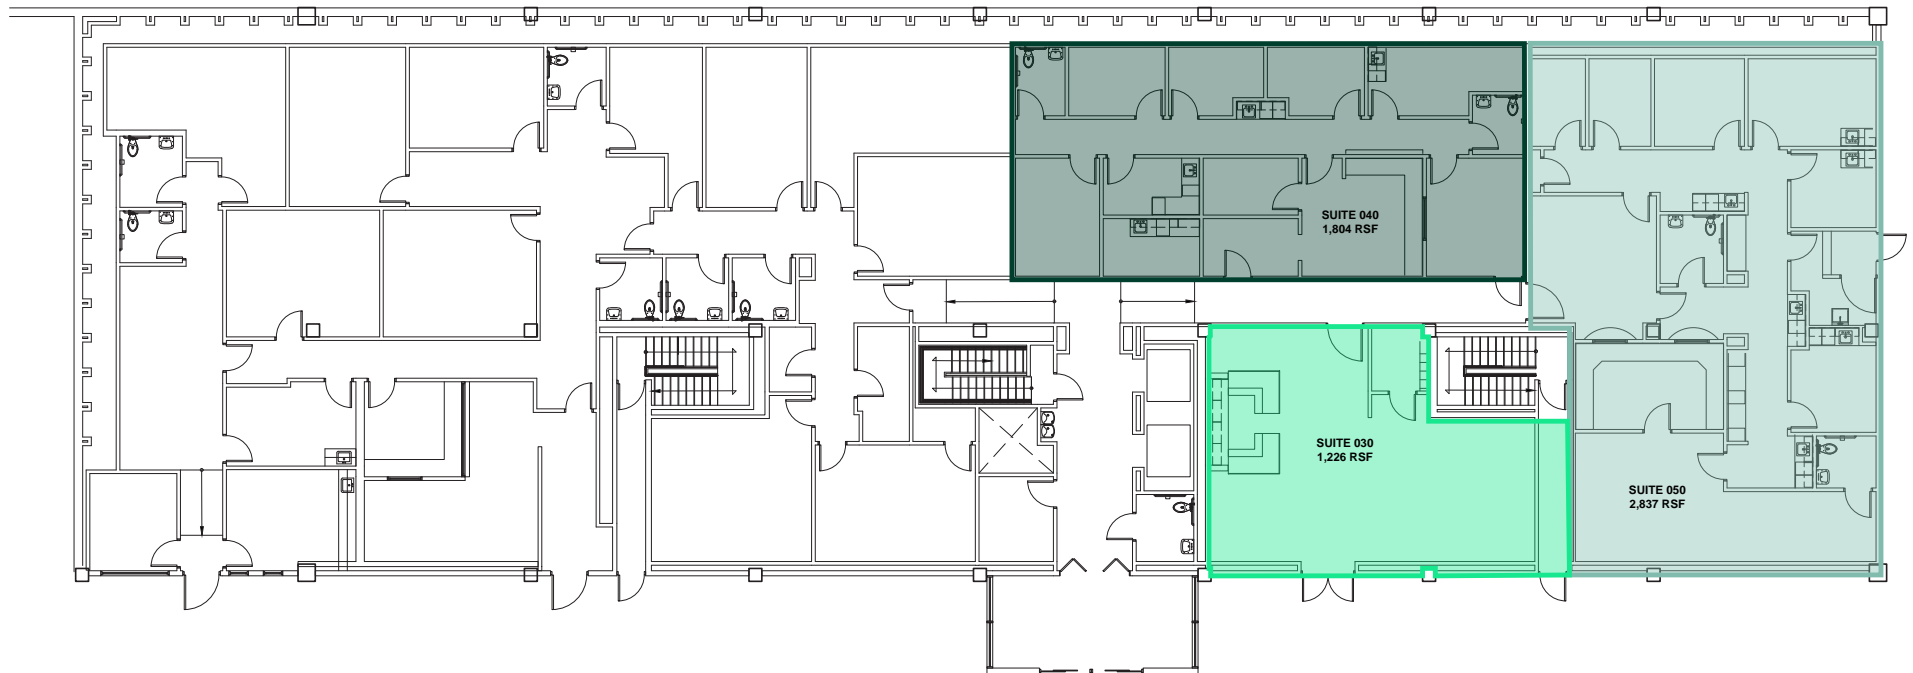 SUITE 040
1,804 RSF
SUITE 030
1,226 RSF
SUITE 050
2,837 RSF